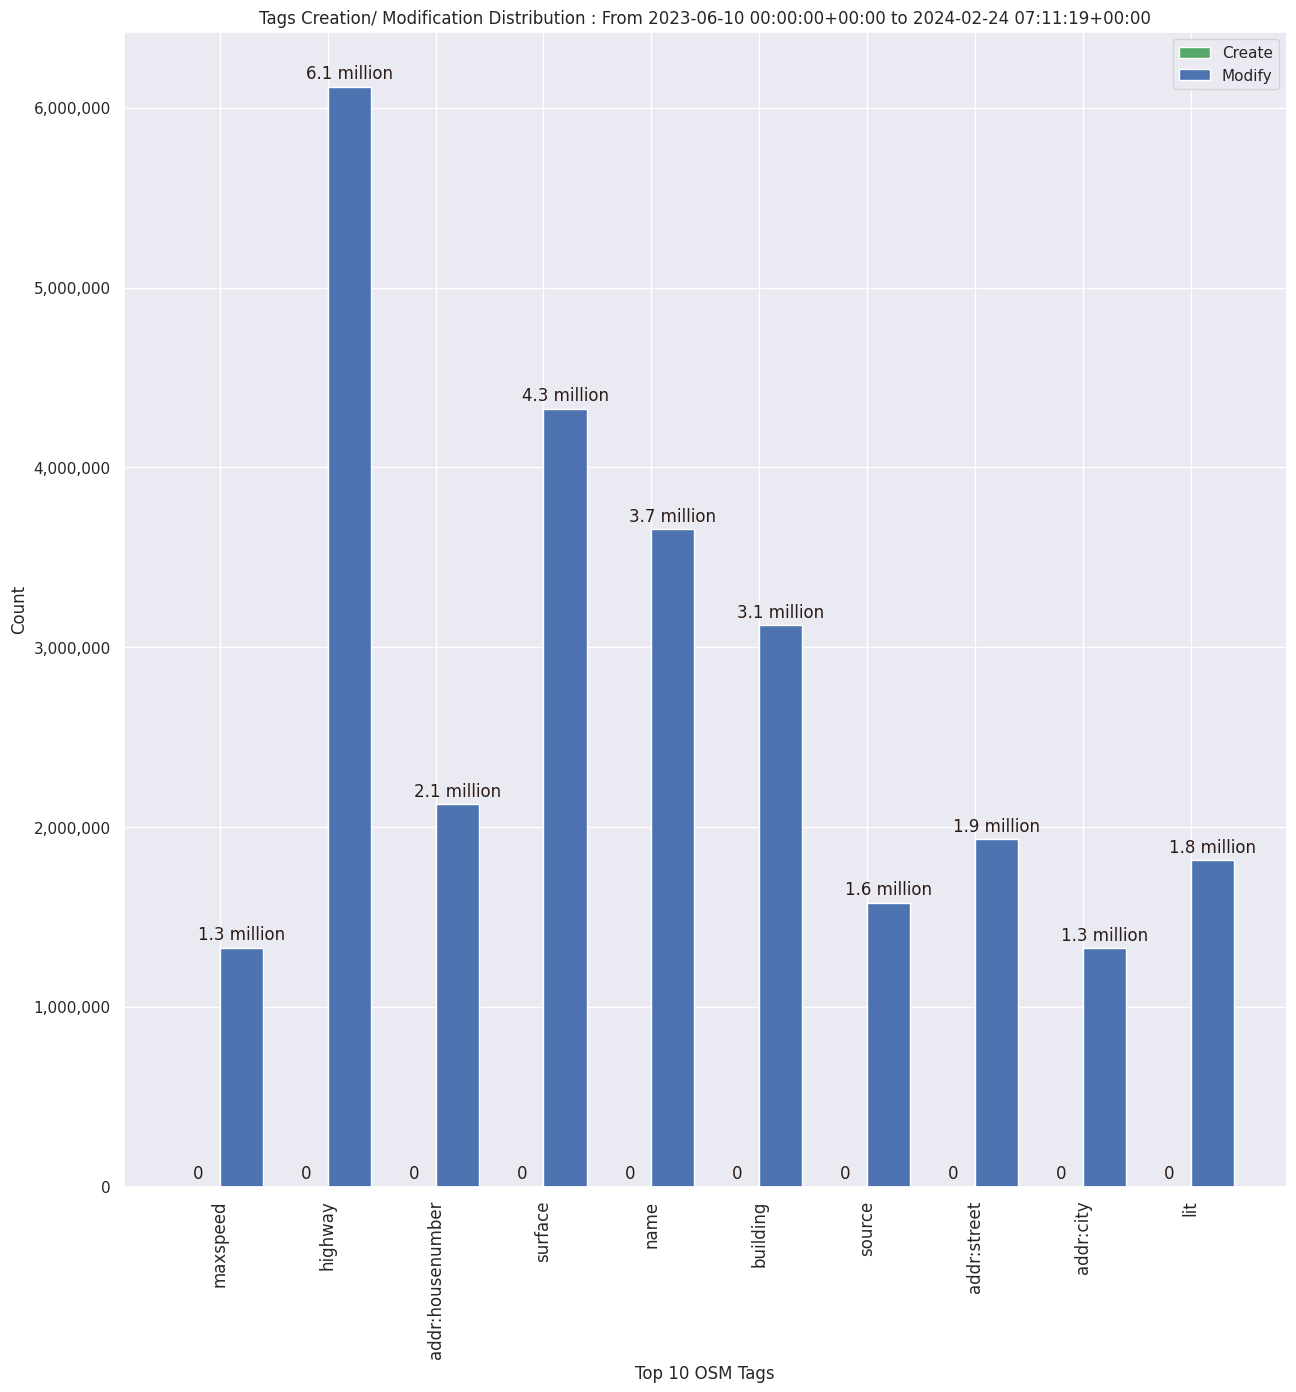 Tags Creation/ Modification Distribution : From 2023-06-10 00:00:00+00:00 to 2024-02-24 07:11:19+00:00
Create
Modify
6.1 million
4.3 million
3.7 million
3.1 million
2.1 million
1.9 million
1.8 million
1.6 million
1.3 million
1.3 million
0
0
0
0
0
0
0
0
0
0
6,000,000
5,000,000
4,000,000
3,000,000
2,000,000
1,000,000
0
Count
maxspeed
highway
addr:housenumber
surface
name
building
source
addr:street
addr:city
lit
Top 10 OSM Tags